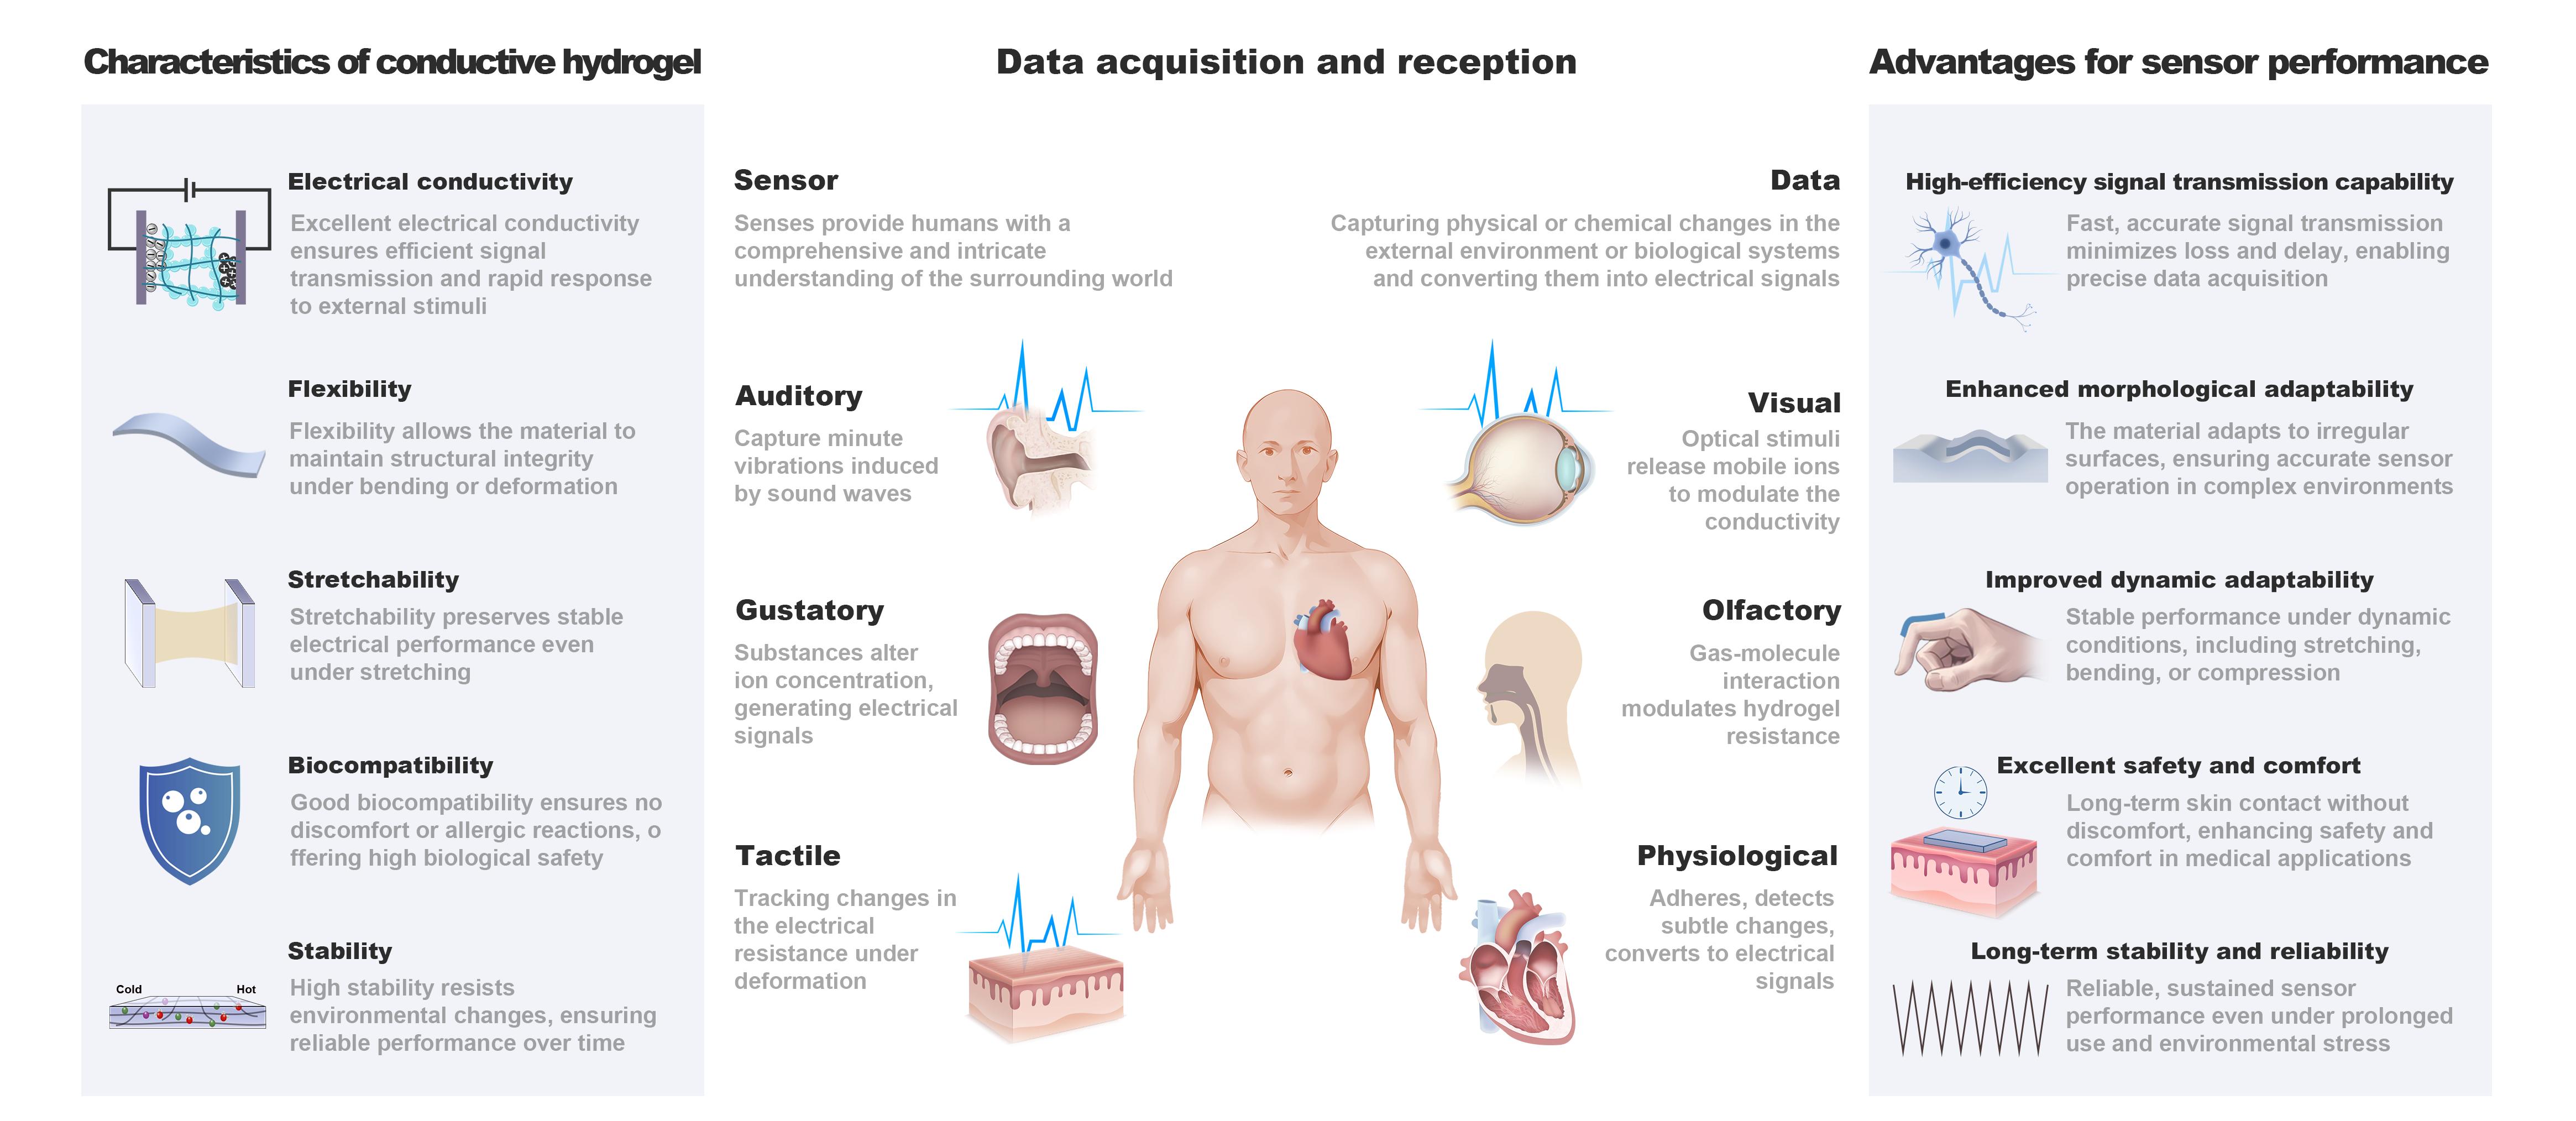 Characteristics of conductive hydrogel
Electrical conductivity
Excellent electrical conductivity
ensures efficient signal
transmission and rapid response
to external stimuli
Flexibility
Flexibility allows the material to
maintain structural integrity
under bending or deformation
Stretchability
Stretchability preserves stable
electrical performance even
under stretching
Biocompatibility
Good biocompatibility ensures no
discomfort or allergic reactions, o
ffering high biological safety
Stability
Cold
Hot
High stability resists
environmental changes, ensuring
reliable performance over time
Data acquisition and reception
Sensor
Senses provide humans with a
comprehensive and intricate
understanding of the surrounding world
Data
Capturing physical or chemical changes in the
external environment or biological systems
and converting them into electrical signals
Auditory
Capture minute
vibrations induced
by sound waves
Visual
Optical stimuli
release mobile ions
to modulate the
conductivity
Gustatory
Substances alter
ion concentration,
generating electrical
signals
Olfactory
Gas-molecule
interaction
modulates hydrogel
resistance
Tactile
Tracking changes in
the electrical
resistance under
deformation
Physiological
Adheres, detects
subtle changes,
converts to electrical
signals
Advantages for sensor performance
High-efficiency signal transmission capability
Fast, accurate signal transmission
minimizes loss and delay, enabling
precise data acquisition
Enhanced morphological adaptability
The material adapts to irregular
surfaces, ensuring accurate sensor
operation in complex environments
Improved dynamic adaptability
Stable performance under dynamic
conditions, including stretching,
bending, or compression
Excellent safety and comfort
Long-term skin contact without
discomfort, enhancing safety and
comfort in medical applications
Long-term stability and reliability
Reliable, sustained sensor
performance even under prolonged
use and environmental stress